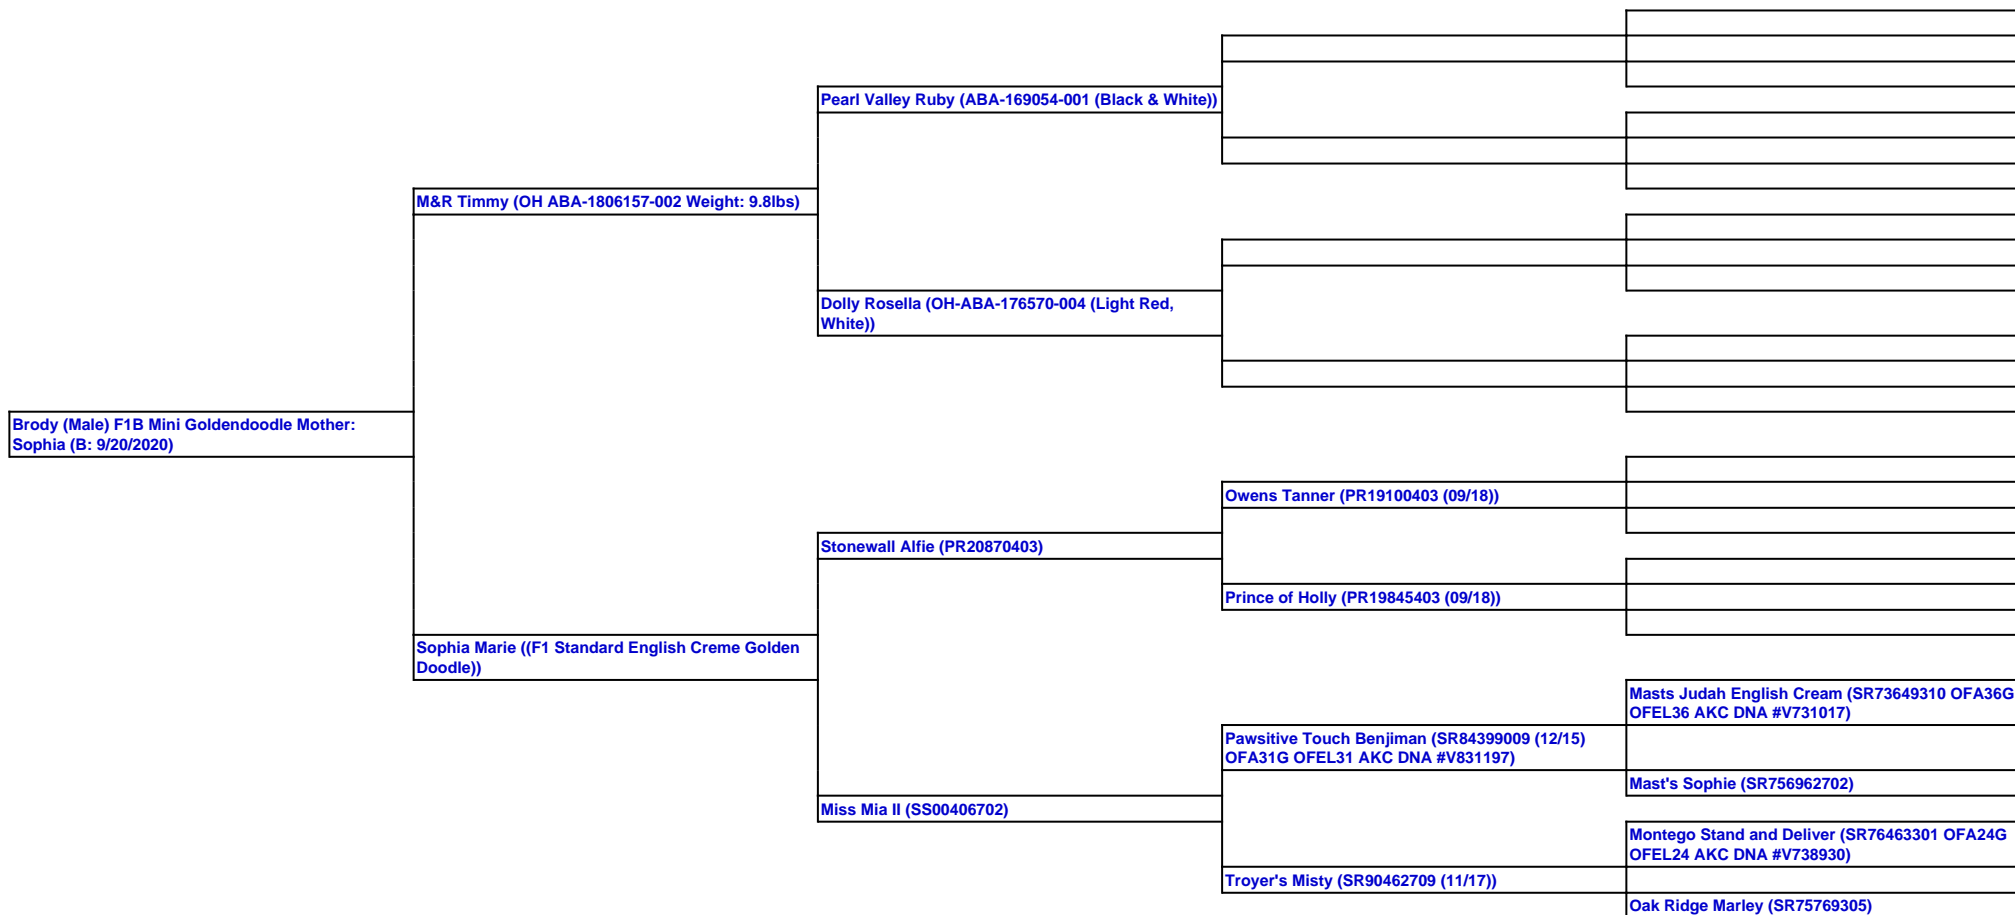 Pearl Valley Ruby (ABA-169054-001 (Black & White))
M&R Timmy (OH ABA-1806157-002 Weight: 9.8lbs)
Dolly Rosella (OH-ABA-176570-004 (Light Red,
White))
Brody (Male) F1B Mini Goldendoodle Mother:
Sophia (B: 9/20/2020)
Owens Tanner (PR19100403 (09/18))
Stonewall Alfie (PR20870403)
Prince of Holly (PR19845403 (09/18))
Sophia Marie ((F1 Standard English Creme Golden
Doodle))
Masts Judah English Cream (SR73649310 OFA36G
OFEL36 AKC DNA #V731017)
Pawsitive Touch Benjiman (SR84399009 (12/15)
OFA31G OFEL31 AKC DNA #V831197)
Mast's Sophie (SR756962702)
Miss Mia II (SS00406702)
Montego Stand and Deliver (SR76463301 OFA24G
OFEL24 AKC DNA #V738930)
Troyer's Misty (SR90462709 (11/17))
Oak Ridge Marley (SR75769305)